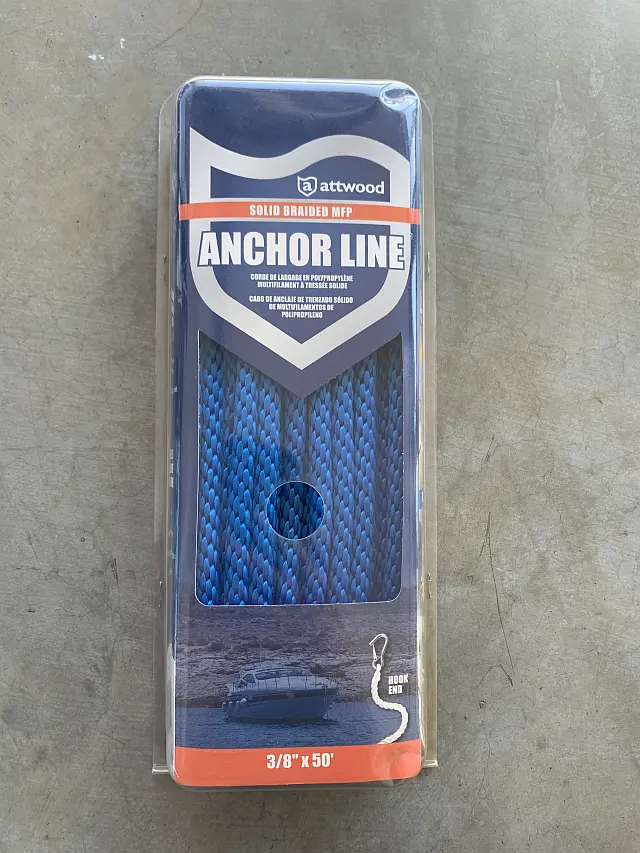 a attwood
SOLID BRAIDED MFP
ANCHOR LINE
CORDE DE LARGAGE EN POLYPROPYLÈNE
MULTIFILAMENT À TRESSÉE SOLIDE
CABO DE ANCLAJE DE TRENZADO SÓLIDO
DE MULTIFILAMENTOS DE
POLIPROPILENO
HOOK
END
3/8" x 50'